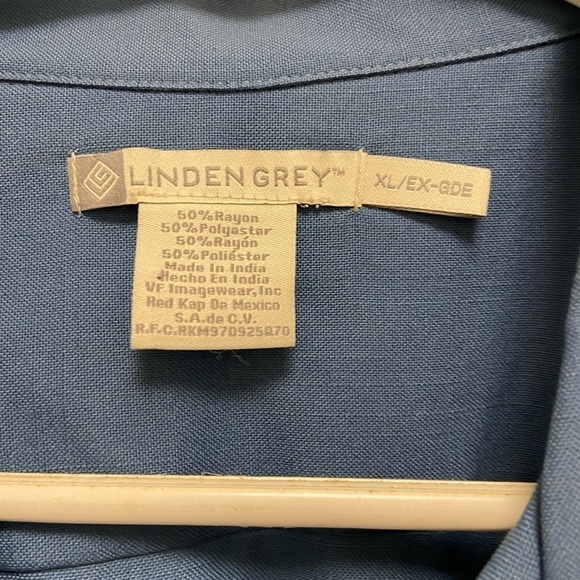 LINDEN GREY™
XL/EX-GDE
50%Rayon
50%Polyester
50%Rayón
50%Poliéster
Made In India
Hecho En India
VF Imagewear,Inc
Red Kap De Mexico
S.A.de C.V.
R.F.C.RKM970925Q70